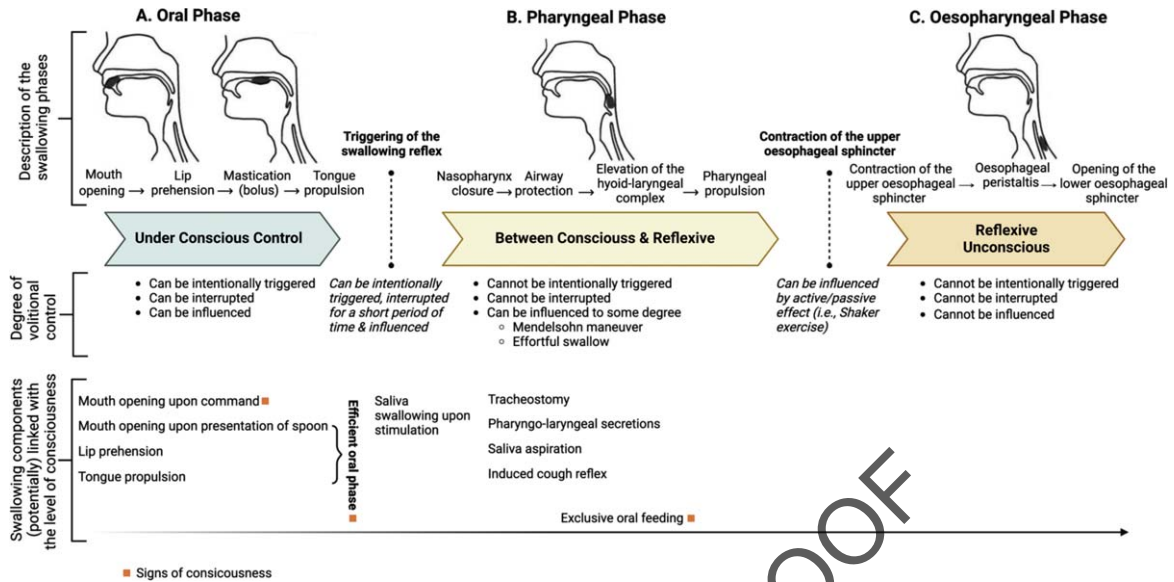 A. Oral Phase
B. Pharyngeal Phase
C. Oesopharyngeal Phase
Description of the
swallowing phases
Mouth
opening
Lip
prehension
Mastication
(bolus)
Tongue
propulsion
Triggering of the
swallowing reflex
Nasopharynx
closure
Airway
protection
Elevation of the
hyoid-laryngeal
complex
Pharyngeal
propulsion
Contraction of the upper
oesophageal sphincter
Contraction of the
upper oesophageal
sphincter
Oesophageal
peristaltis
Opening of the
lower oesophageal
sphincter
Under Conscious Control
Between Consciouss & Reflexive
Reflexive
Unconscious
Degree of
volitional
control
• Can be intentionally triggered
• Can be interrupted
• Can be influenced
Can be intentionally
triggered, interrupted
for a short period of
time & influenced
• Cannot be intentionally triggered
• Cannot be interrupted
• Can be influenced to some degree
○ Mendelsohn maneuver
○ Effortful swallow
Can be influenced
by active/passive
effect (i.e., Shaker
exercise)
• Cannot be intentionally triggered
• Cannot be interrupted
• Cannot be influenced
Swallowing components
(potentially) linked with
the level of consciousness
Mouth opening upon command
Mouth opening upon presentation of spoon
Lip prehension
Tongue propulsion
Efficient oral phase
Saliva
swallowing upon
stimulation
Tracheostomy
Pharyngo-laryngeal secretions
Saliva aspiration
Induced cough reflex
Exclusive oral feeding
Signs of consicousness
OOF